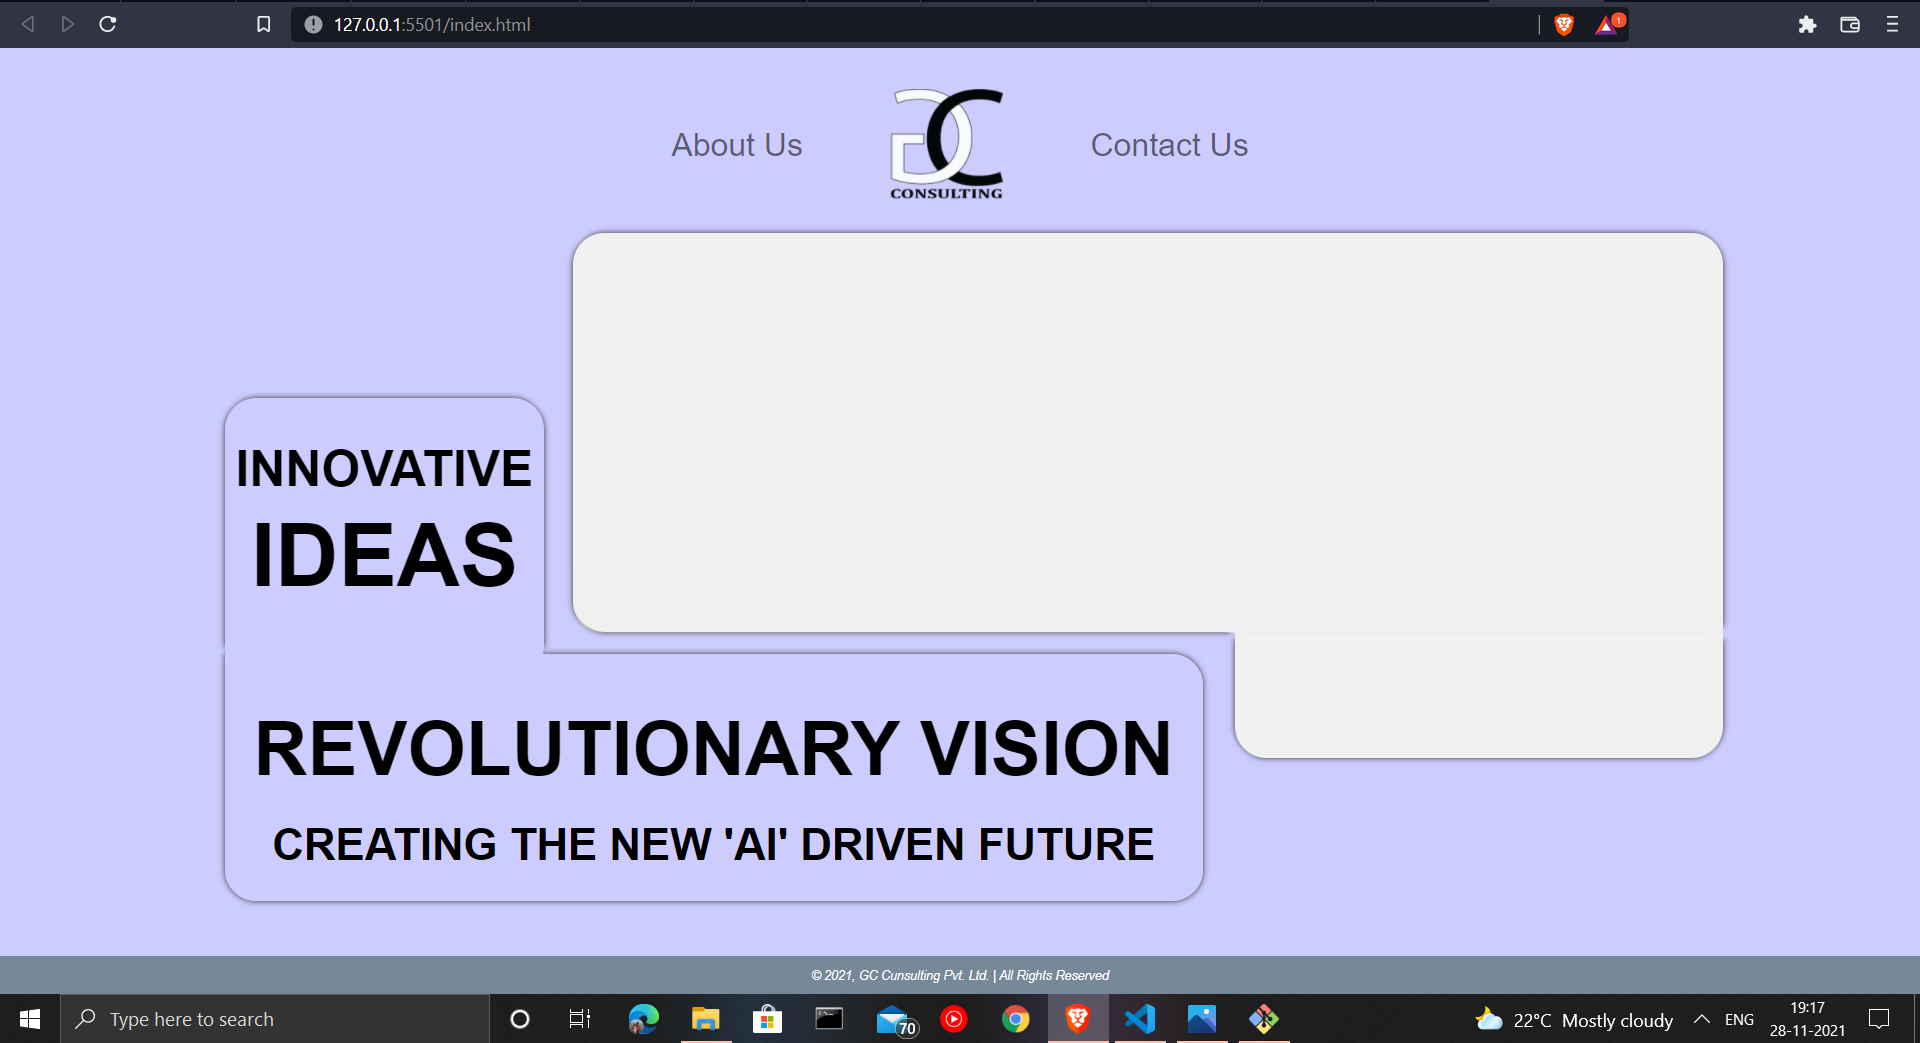 127.0.0.1:5501/index.html
1
About Us
GC
CONSULTING
Contact Us
INNOVATIVE
IDEAS
REVOLUTIONARY VISION
CREATING THE NEW 'AI' DRIVEN FUTURE
© 2021, GC Cunsulting Pvt. Ltd. | All Rights Reserved
Type here to search
70
22°C Mostly cloudy
ENG
19:17
28-11-2021